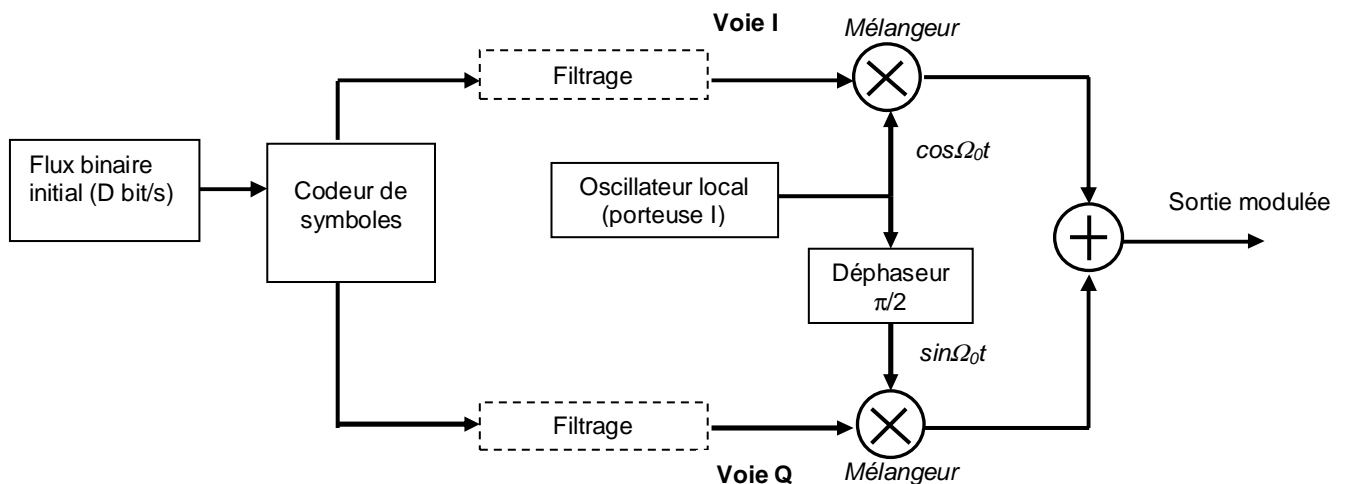 Voie I
Mélangeur
Filtrage
cosΩ₀t
Flux binaire
initial (D bit/s)
Codeur de
symboles
Oscillateur local
(porteuse I)
Sortie modulée
Déphaseur
π/2
sinΩ₀t
Filtrage
Voie Q
Mélangeur